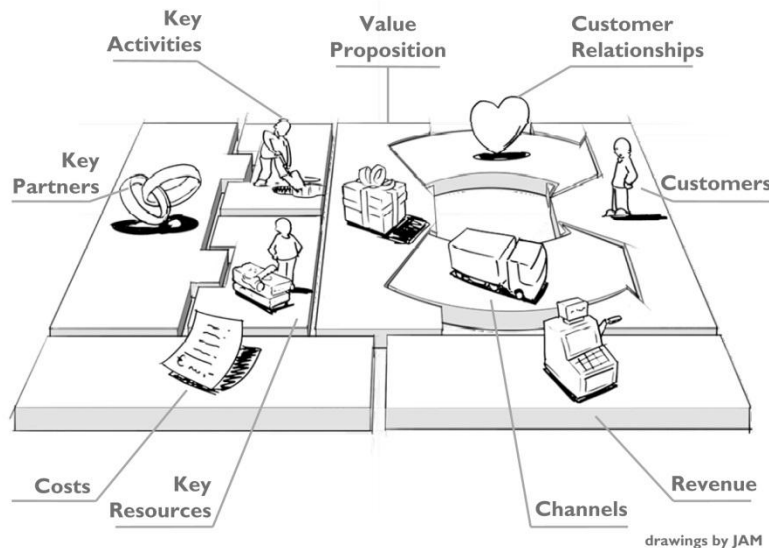 Key
Activities
Value
Proposition
Customer
Relationships
Key
Partners
Customers
Costs
Key
Resources
Channels
Revenue
drawings by JAM